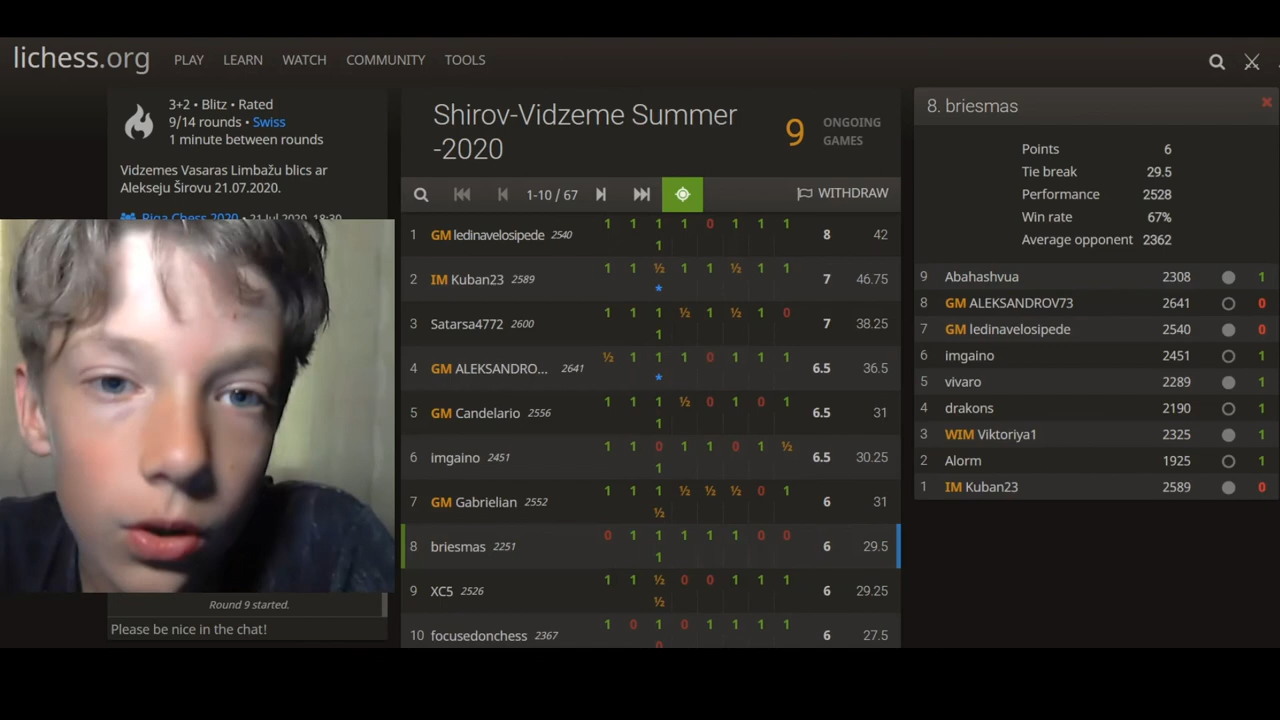 lichess.org PLAY LEARN WATCH COMMUNITY TOOLS
3+2 • Blitz • Rated
9/14 rounds • Swiss
1 minute between rounds
Vidzemes Vasaras Limbažu blics ar
Alekseju Širovu 21.07.2020.
Riga Chess 2020 • 21 Jul 2020, 18:30
Round 9 started.
Please be nice in the chat!
Shirov-Vidzeme Summer
-2020
9 ONGOING
GAMES
1-10 / 67 WITHDRAW
1 GM ledinavelosipede 2540 1 1 1 1 0 1 1 1 8 42
1
2 IM Kuban23 2589 1 1 ½ 1 1 ½ 1 1 7 46.75
*
3 Satarsa4772 2600 1 1 1 ½ 1 ½ 1 0 7 38.25
1
4 GM ALEKSANDRO... 2641 ½ 1 1 1 0 1 1 1 6.5 36.5
*
5 GM Candelario 2556 1 1 1 ½ 0 1 0 1 6.5 31
1
6 imgaino 2451 1 1 0 1 1 0 1 ½ 6.5 30.25
1
7 GM Gabrielian 2552 1 1 1 ½ ½ ½ 0 1 6 31
½
8 briesmas 2251 0 1 1 1 1 1 0 0 6 29.5
1
9 XC5 2526 1 1 ½ 0 0 1 1 1 6 29.25
½
10 focusedonchess 2367 1 0 1 0 1 1 1 1 6 27.5
0
8. briesmas
Points 6
Tie break 29.5
Performance 2528
Win rate 67%
Average opponent 2362
9 Abahashvua 2308 1
8 GM ALEKSANDROV73 2641 0
7 GM ledinavelosipede 2540 0
6 imgaino 2451 1
5 vivaro 2289 1
4 drakons 2190 1
3 WIM Viktoriya1 2325 1
2 Alorm 1925 1
1 IM Kuban23 2589 0